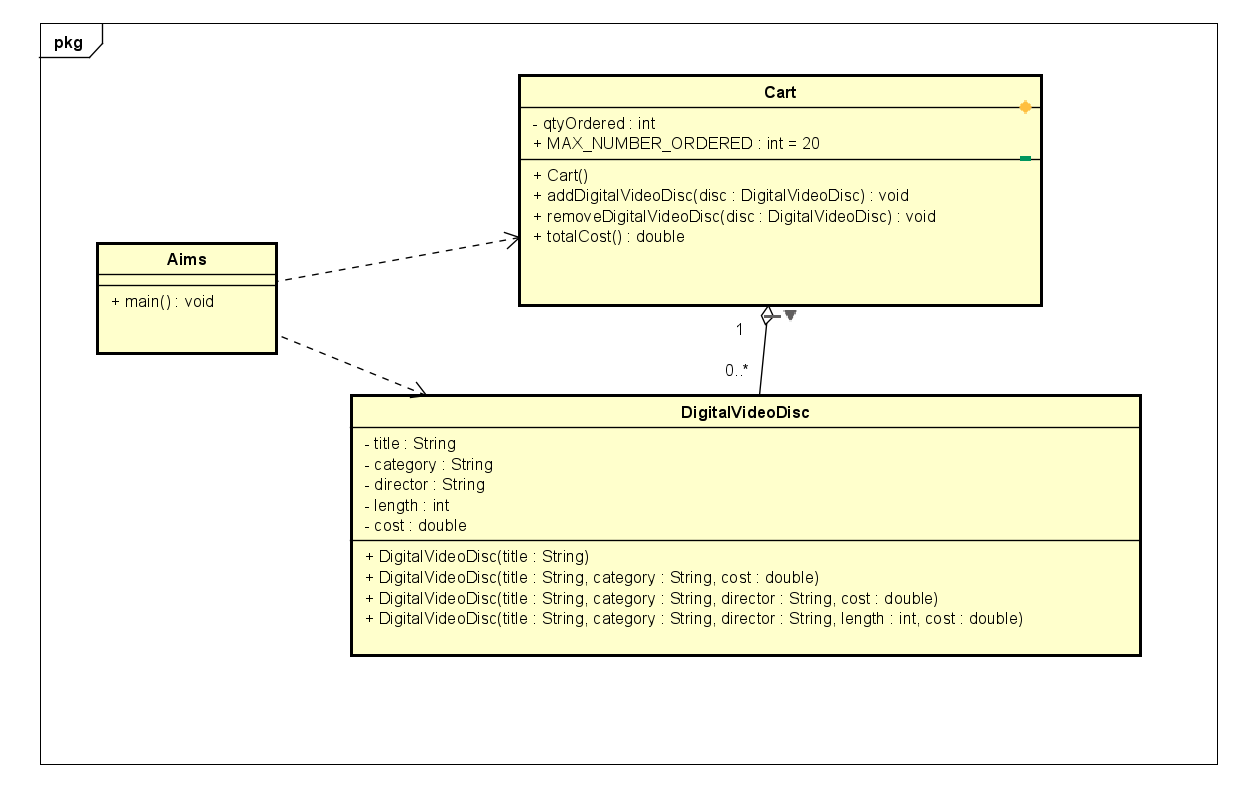 pkg
Cart
- qtyOrdered : int
+ MAX_NUMBER_ORDERED : int = 20
+ Cart()
+ addDigitalVideoDisc(disc : DigitalVideoDisc) : void
+ removeDigitalVideoDisc(disc : DigitalVideoDisc) : void
+ totalCost() : double
Aims
+ main() : void
1
0..*
DigitalVideoDisc
- title : String
- category : String
- director : String
- length : int
- cost : double
+ DigitalVideoDisc(title : String)
+ DigitalVideoDisc(title : String, category : String, cost : double)
+ DigitalVideoDisc(title : String, category : String, director : String, cost : double)
+ DigitalVideoDisc(title : String, category : String, director : String, length : int, cost : double)